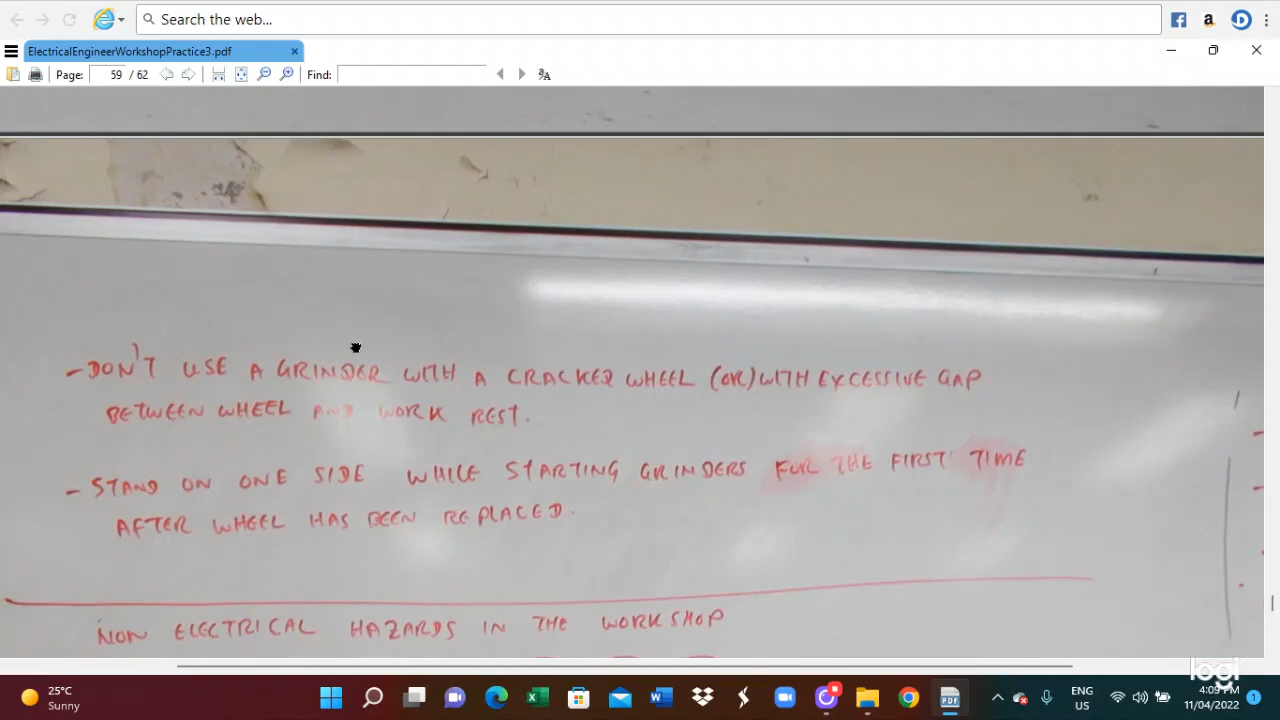 Search the web...
ElectricalEngineerWorkshopPractice3.pdf
Page: 59 / 62 Find:
- DON'T USE A GRINDER WITH A CRACKED WHEEL (OR) WITH EXCESSIVE GAP
BETWEEN WHEEL AND WORK REST.
- STAND ON ONE SIDE WHILE STARTING GRINDERS FOR THE FIRST TIME
AFTER WHEEL HAS BEEN REPLACED.
NON ELECTRICAL HAZARDS IN THE WORKSHOP
logi
25°C
Sunny
ENG
US
4:09 PM
11/04/2022